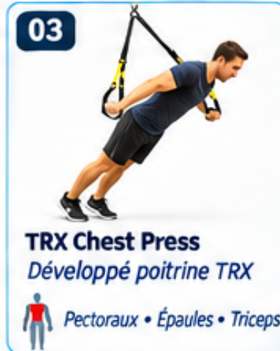 03
TRX Chest Press
Développé poitrine TRX
Pectoraux • Épaules • Triceps